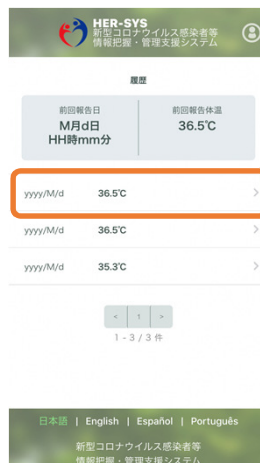 HER-SYS
新型コロナウイルス感染者等
情報把握・管理支援システム
履歴
前回報告日
M月d日
HH時mm分
前回報告体温
36.5℃
yyyy/M/d 36.5℃ >
yyyy/M/d 36.5℃ >
yyyy/M/d 35.3℃ >
< 1 >
1 - 3 / 3 件
日本語 | English | Español | Português
新型コロナウイルス感染者等
情報把握・管理支援システム